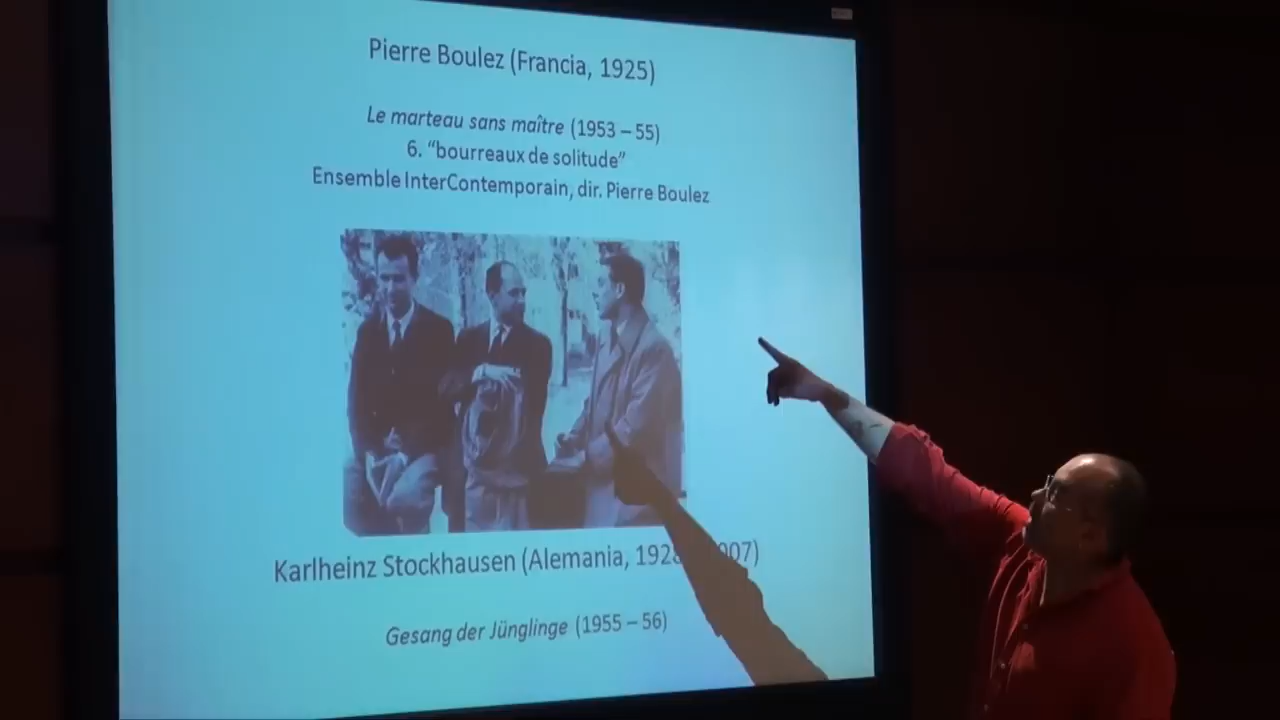 Pierre Boulez (Francia, 1925)
Le marteau sans maître (1953 – 55)
6. “bourreaux de solitude”
Ensemble InterContemporain, dir. Pierre Boulez
Karlheinz Stockhausen (Alemania, 1928 007)
Gesang der Jünglinge (1955 – 56)